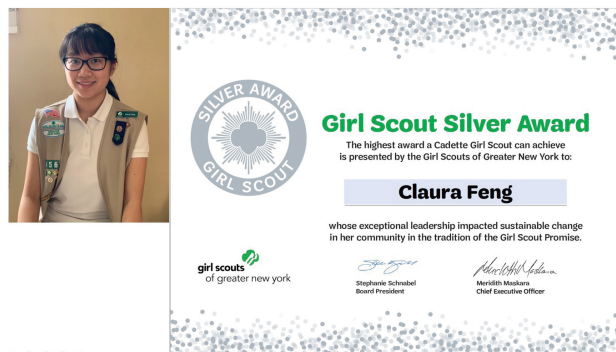 SILVER AWARD
GIRL SCOUT
Girl Scout Silver Award
The highest award a Cadette Girl Scout can achieve
is presented by the Girl Scouts of Greater New York to:
Claura Feng
whose exceptional leadership impacted sustainable change
in her community in the tradition of the Girl Scout Promise.
girl scouts
of greater new york
Stephanie Schnabel
Board President
Meridith Maskara
Chief Executive Officer